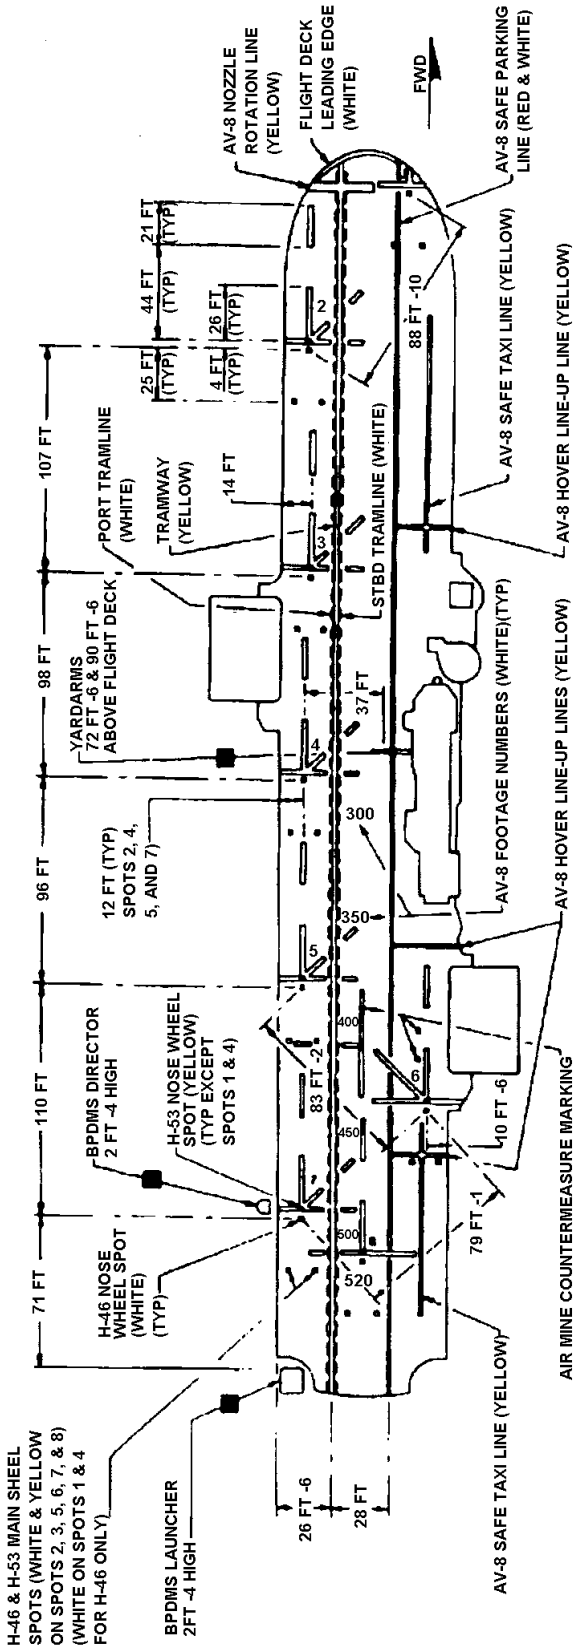 H-46 & H-53 MAIN SHEEL
SPOTS (WHITE & YELLOW
ON SPOTS 2, 3, 5, 6, 7, & 8)
(WHITE ON SPOTS 1 & 4
FOR H-46 ONLY)
71 FT
110 FT
96 FT
98 FT
107 FT
BPDMS LAUNCHER
2FT -4 HIGH
H-46 NOSE
WHEEL SPOT
(WHITE)
(TYP)
BPDMS DIRECTOR
2 FT -4 HIGH
H-53 NOSE WHEEL
SPOT (YELLOW)
(TYP EXCEPT
SPOTS 1 & 4)
12 FT (TYP)
SPOTS 2, 4,
5, AND 7)
YARDARMS
72 FT -6 & 90 FT -6
ABOVE FLIGHT DECK
PORT TRAMLINE
(WHITE)
TRAMWAY
(YELLOW)
14 FT
25 FT
(TYP)
44 FT
(TYP)
21 FT
(TYP)
4 FT
(TYP)
26 FT
(TYP)
AV-8 NOZZLE
ROTATION LINE
(YELLOW)
FLIGHT DECK
LEADING EDGE
(WHITE)
FWD
26 FT -6
28 FT
520
500
450
400
350
300
5
4
3
2
6
83 FT -2
79 FT -1
10 FT -6
37 FT
88 FT -10
STBD TRAMLINE (WHITE)
AV-8 SAFE TAXI LINE (YELLOW)
AIR MINE COUNTERMEASURE MARKING
AV-8 HOVER LINE-UP LINES (YELLOW)
AV-8 FOOTAGE NUMBERS (WHITE)(TYP)
AV-8 HOVER LINE-UP LINE (YELLOW)
AV-8 SAFE TAXI LINE (YELLOW)
AV-8 SAFE PARKING
LINE (RED & WHITE)